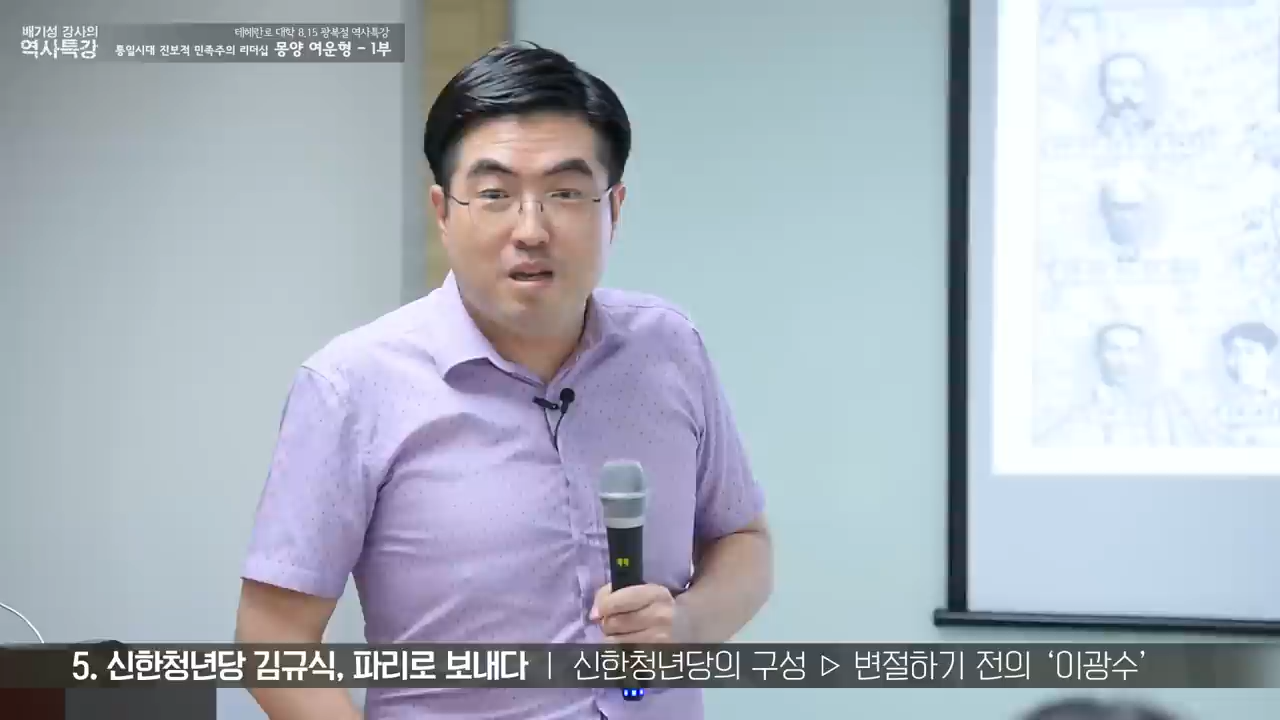 배기성 강사의
역사특강
테헤란로 대학 8.15 광복절 역사특강
통일시대 진보적 민족주의 리더십 몽양 여운형 - 1부
5. 신한청년당 김규식, 파리로 보내다 | 신한청년당의 구성 ▷ 변절하기 전의 ‘이광수’